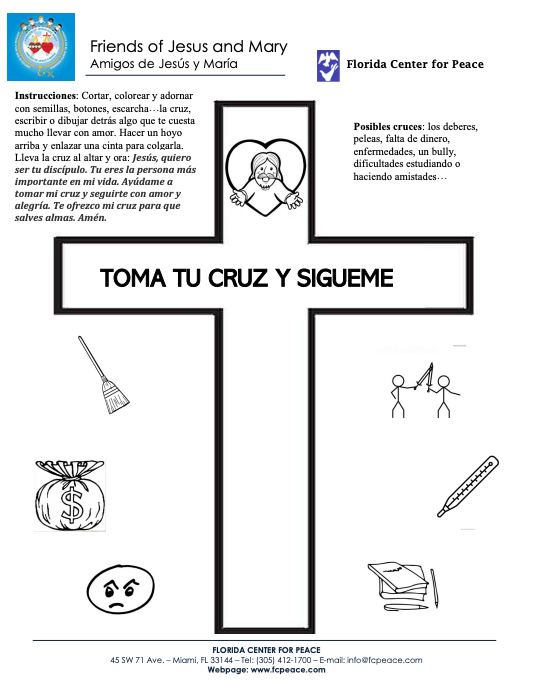 Friends of Jesus and Mary
Amigos de Jesús y María
Florida Center for Peace
Instrucciones: Cortar, colorear y adornar
con semillas, botones, escarcha…la cruz,
escribir o dibujar detrás algo que te cuesta
mucho llevar con amor. Hacer un hoyo
arriba y enlazar una cinta para colgarla.
Lleva la cruz al altar y ora: Jesús, quiero
ser tu discípulo. Tu eres la persona más
importante en mi vida. Ayúdame a
tomar mi cruz y seguirte con amor y
alegría. Te ofrezco mi cruz para que
salves almas. Amén.
Posibles cruces: los deberes,
peleas, falta de dinero,
enfermedades, un bully,
dificultades estudiando o
haciendo amistades…
TOMA TU CRUZ Y SIGUEME
$
FLORIDA CENTER FOR PEACE
45 SW 71 Ave. – Miami, FL 33144 – Tel: (305) 412-1700 – E-mail: info@fcpeace.com
Webpage: www.fcpeace.com